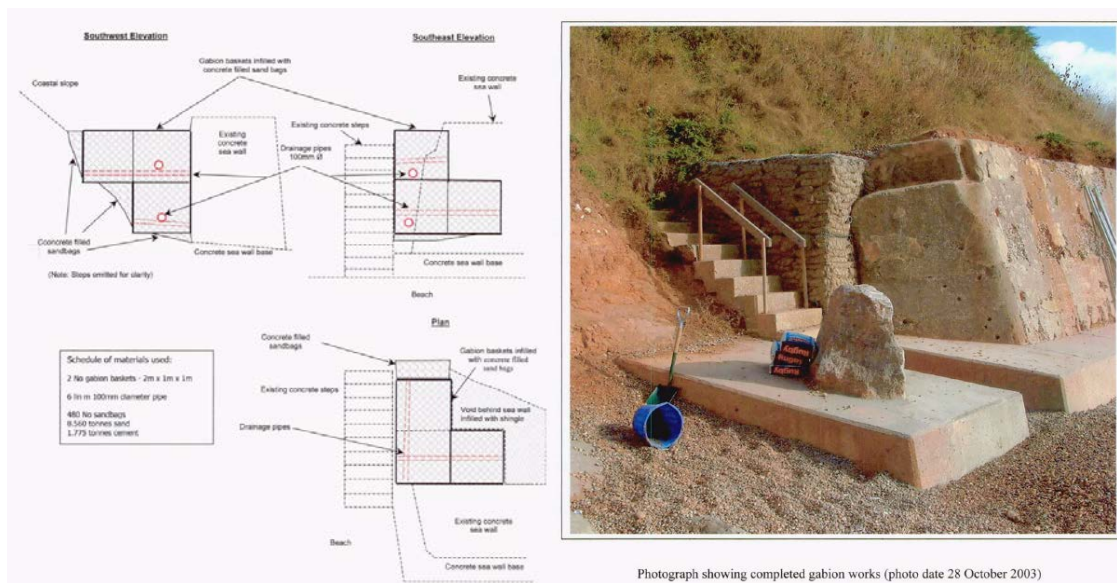 Southwest Elevation
Coastal slope
Existing
concrete
sea wall
Cooncrete filled
sandbags
Concrete sea wall base
(Note: Steps omitted for clarity)
Southeast Elevation
Gabion baskets infilled with
concrete filled sand bags
Existing concrete
sea wall
Existing concrete steps
Drainage pipes
100mm Ø
Concrete sea wall base
Beach
Schedule of materials used:
2 No gabion baskets - 2m x 1m x 1m
6 lin m 100mm diameter pipe
480 No sandbags
8.560 tonnes sand
1.775 tonnes cement
Plan
Concrete filled
sandbags
Gabion baskets infilled
with concrete filled
sand bags
Existing concrete steps
Void behind sea wall
infilled with shingle
Drainage pipes
Existing concrete
sea wall
Beach
Concrete sea wall base
Photograph showing completed gabion works (photo date 28 October 2003)